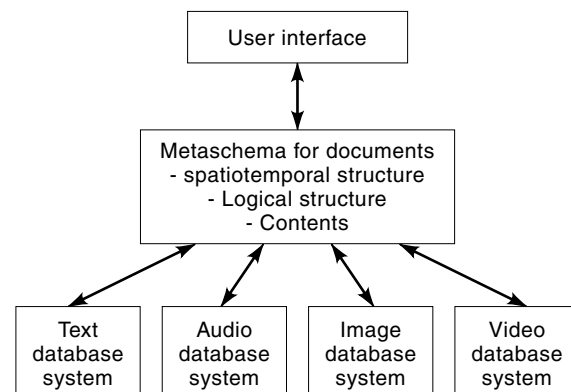 User interface
Metaschema for documents
- spatiotemporal structure
- Logical structure
- Contents
Text
database
system
Audio
database
system
Image
database
system
Video
database
system